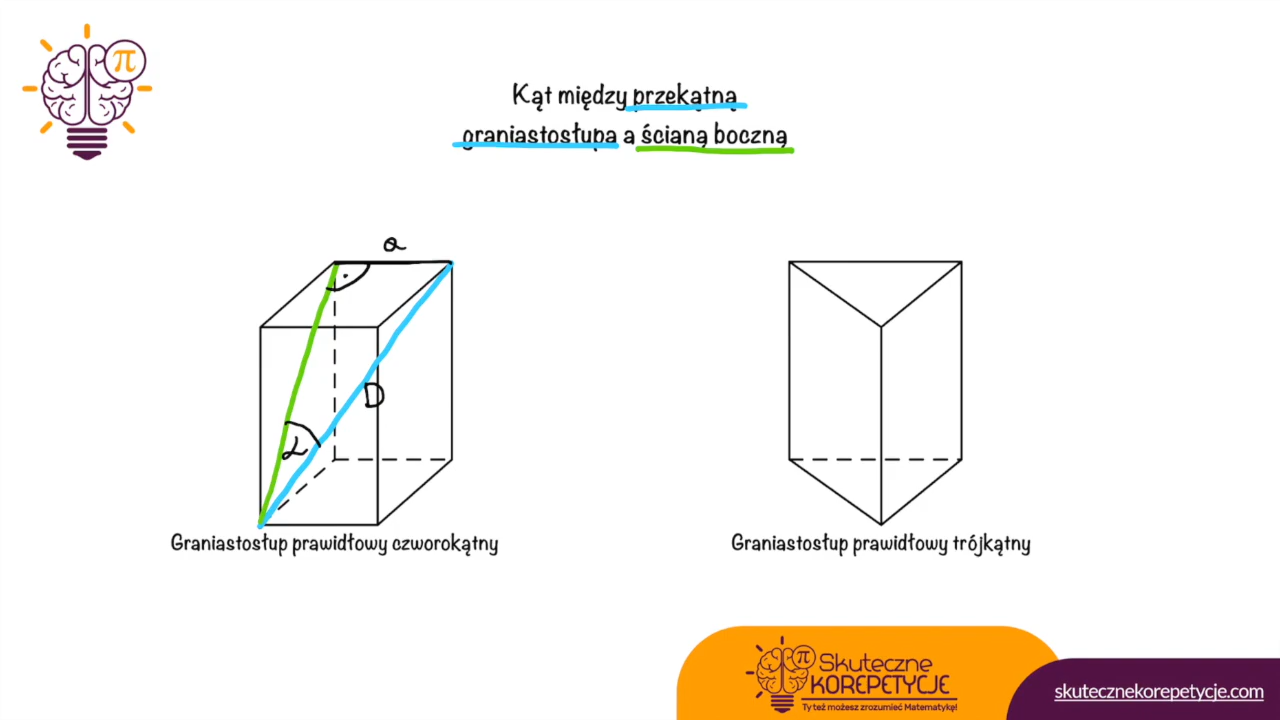 π
Kąt między przekątną
graniastosłupa a ścianą boczną
a
D
α
Graniastosłup prawidłowy czworokątny
Graniastosłup prawidłowy trójkątny
π
Skuteczne
KOREPETYCJE
Ty też możesz zrozumieć Matematykę!
skutecznekorepetycje.com